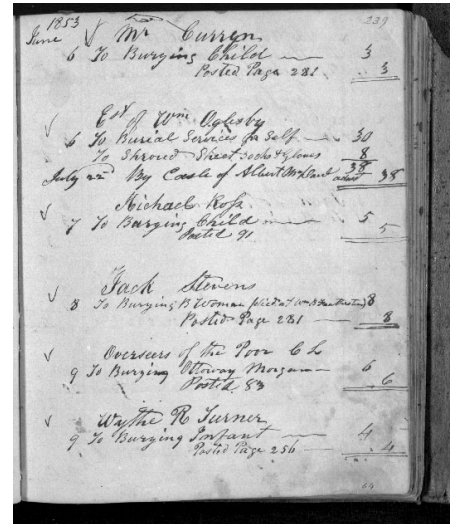 1853 239
June Mr Curryn
6 To Burying Child 3
Posted Page 281 3
Est of Wm Oglesby
6 To Burial Services for Self 30
To Shroud Sheet Socks & Gloves 8
38
July 22 By Cash of Albert 38
Michael Ross
7 To Burying Child 5
Posted 91 5
Jack Stevens
8 To Burying B Woman 8
Posted Page 281 8
Overseers of the Poor C L
9 To Burying Ottoway Morgan 6
Posted 83 6
Wythe R Turner
9 To Burying Infant 4
Posted Page 256 4